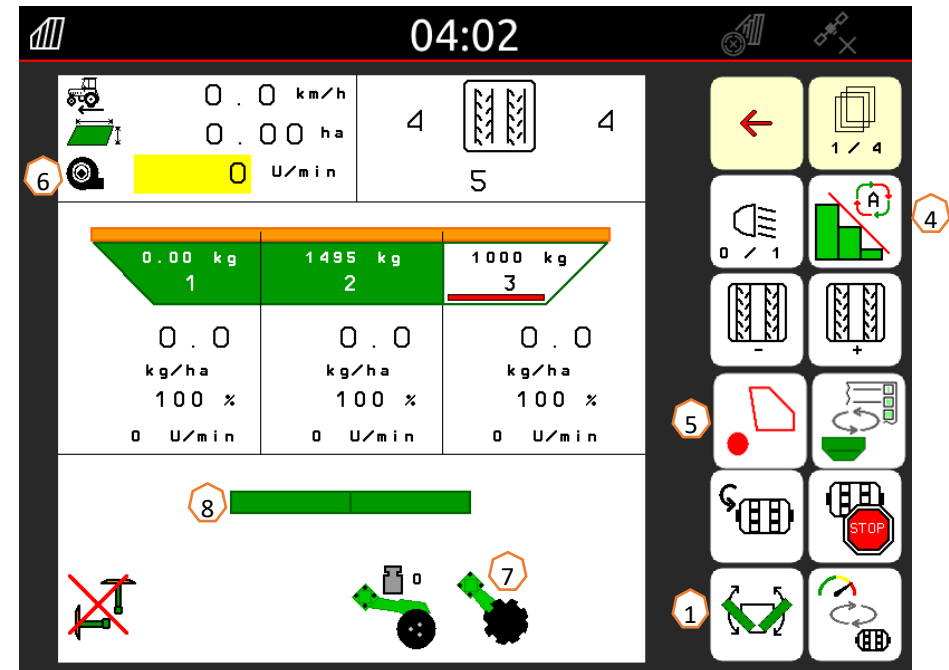 04:02
0.0 km/h
4 4
0.00 ha
6 0 U/min
5
1 / 4
0 / 1
A
4
0.00 kg 1495 kg 1000 kg
1 2 3
- +
0.0 0.0 0.0
kg/ha kg/ha kg/ha
100 % 100 % 100 %
0 U/min 0 U/min 0 U/min
5
8
STOP
0
7
1